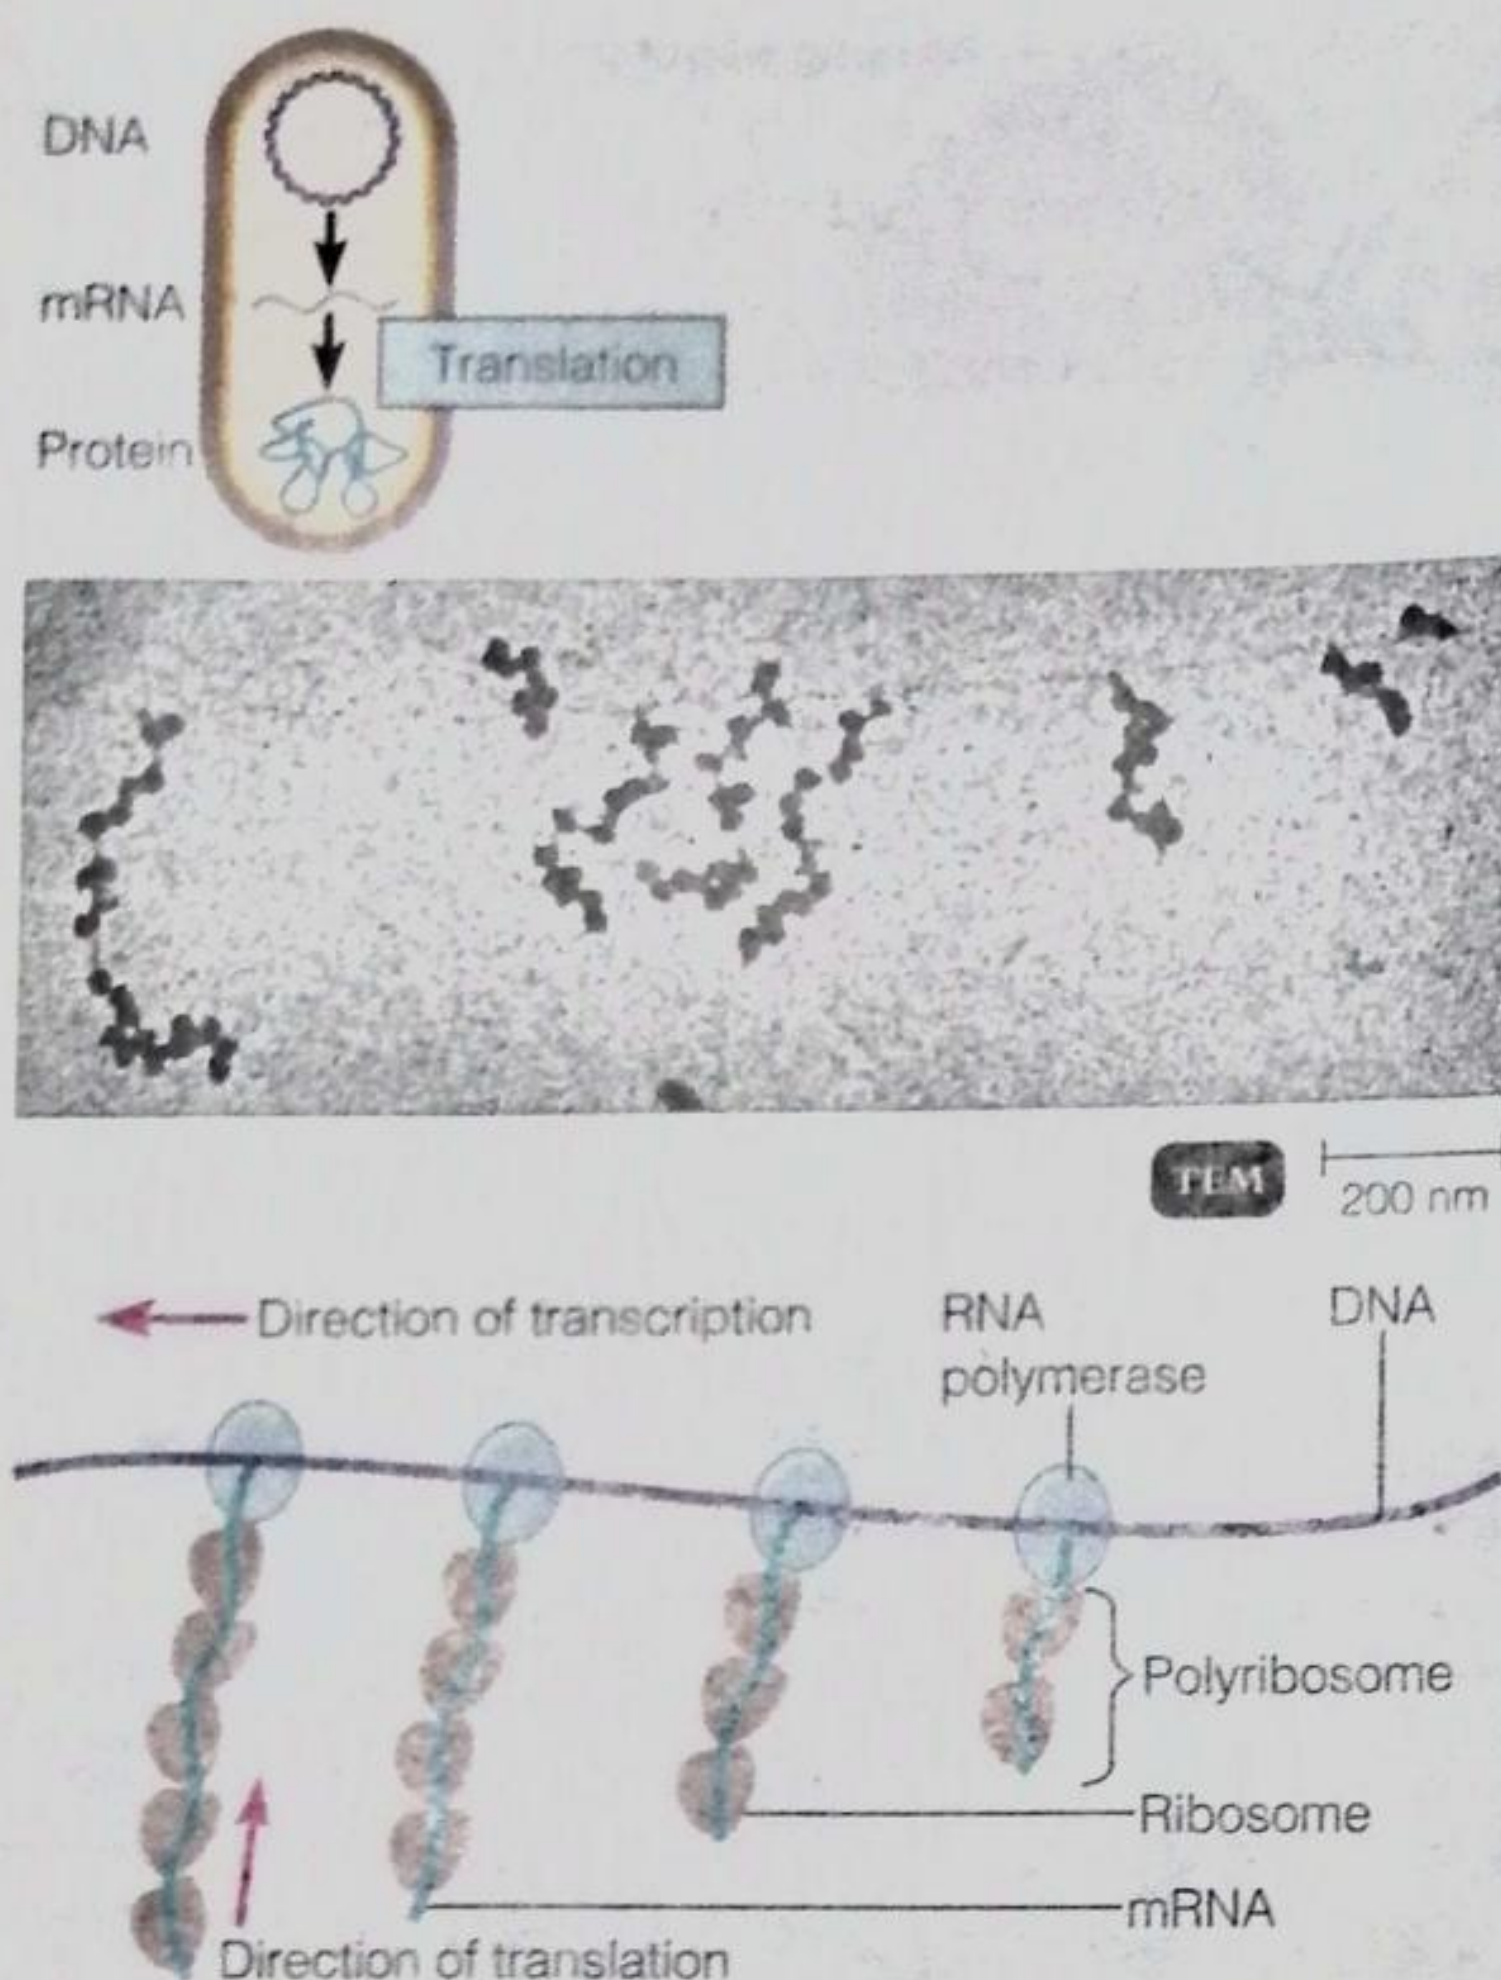 DNA
mRNA
Translation
Protein
TEM
200 nm
Direction of transcription
RNA
polymerase
DNA
Polyribosome
Ribosome
mRNA
Direction of translation